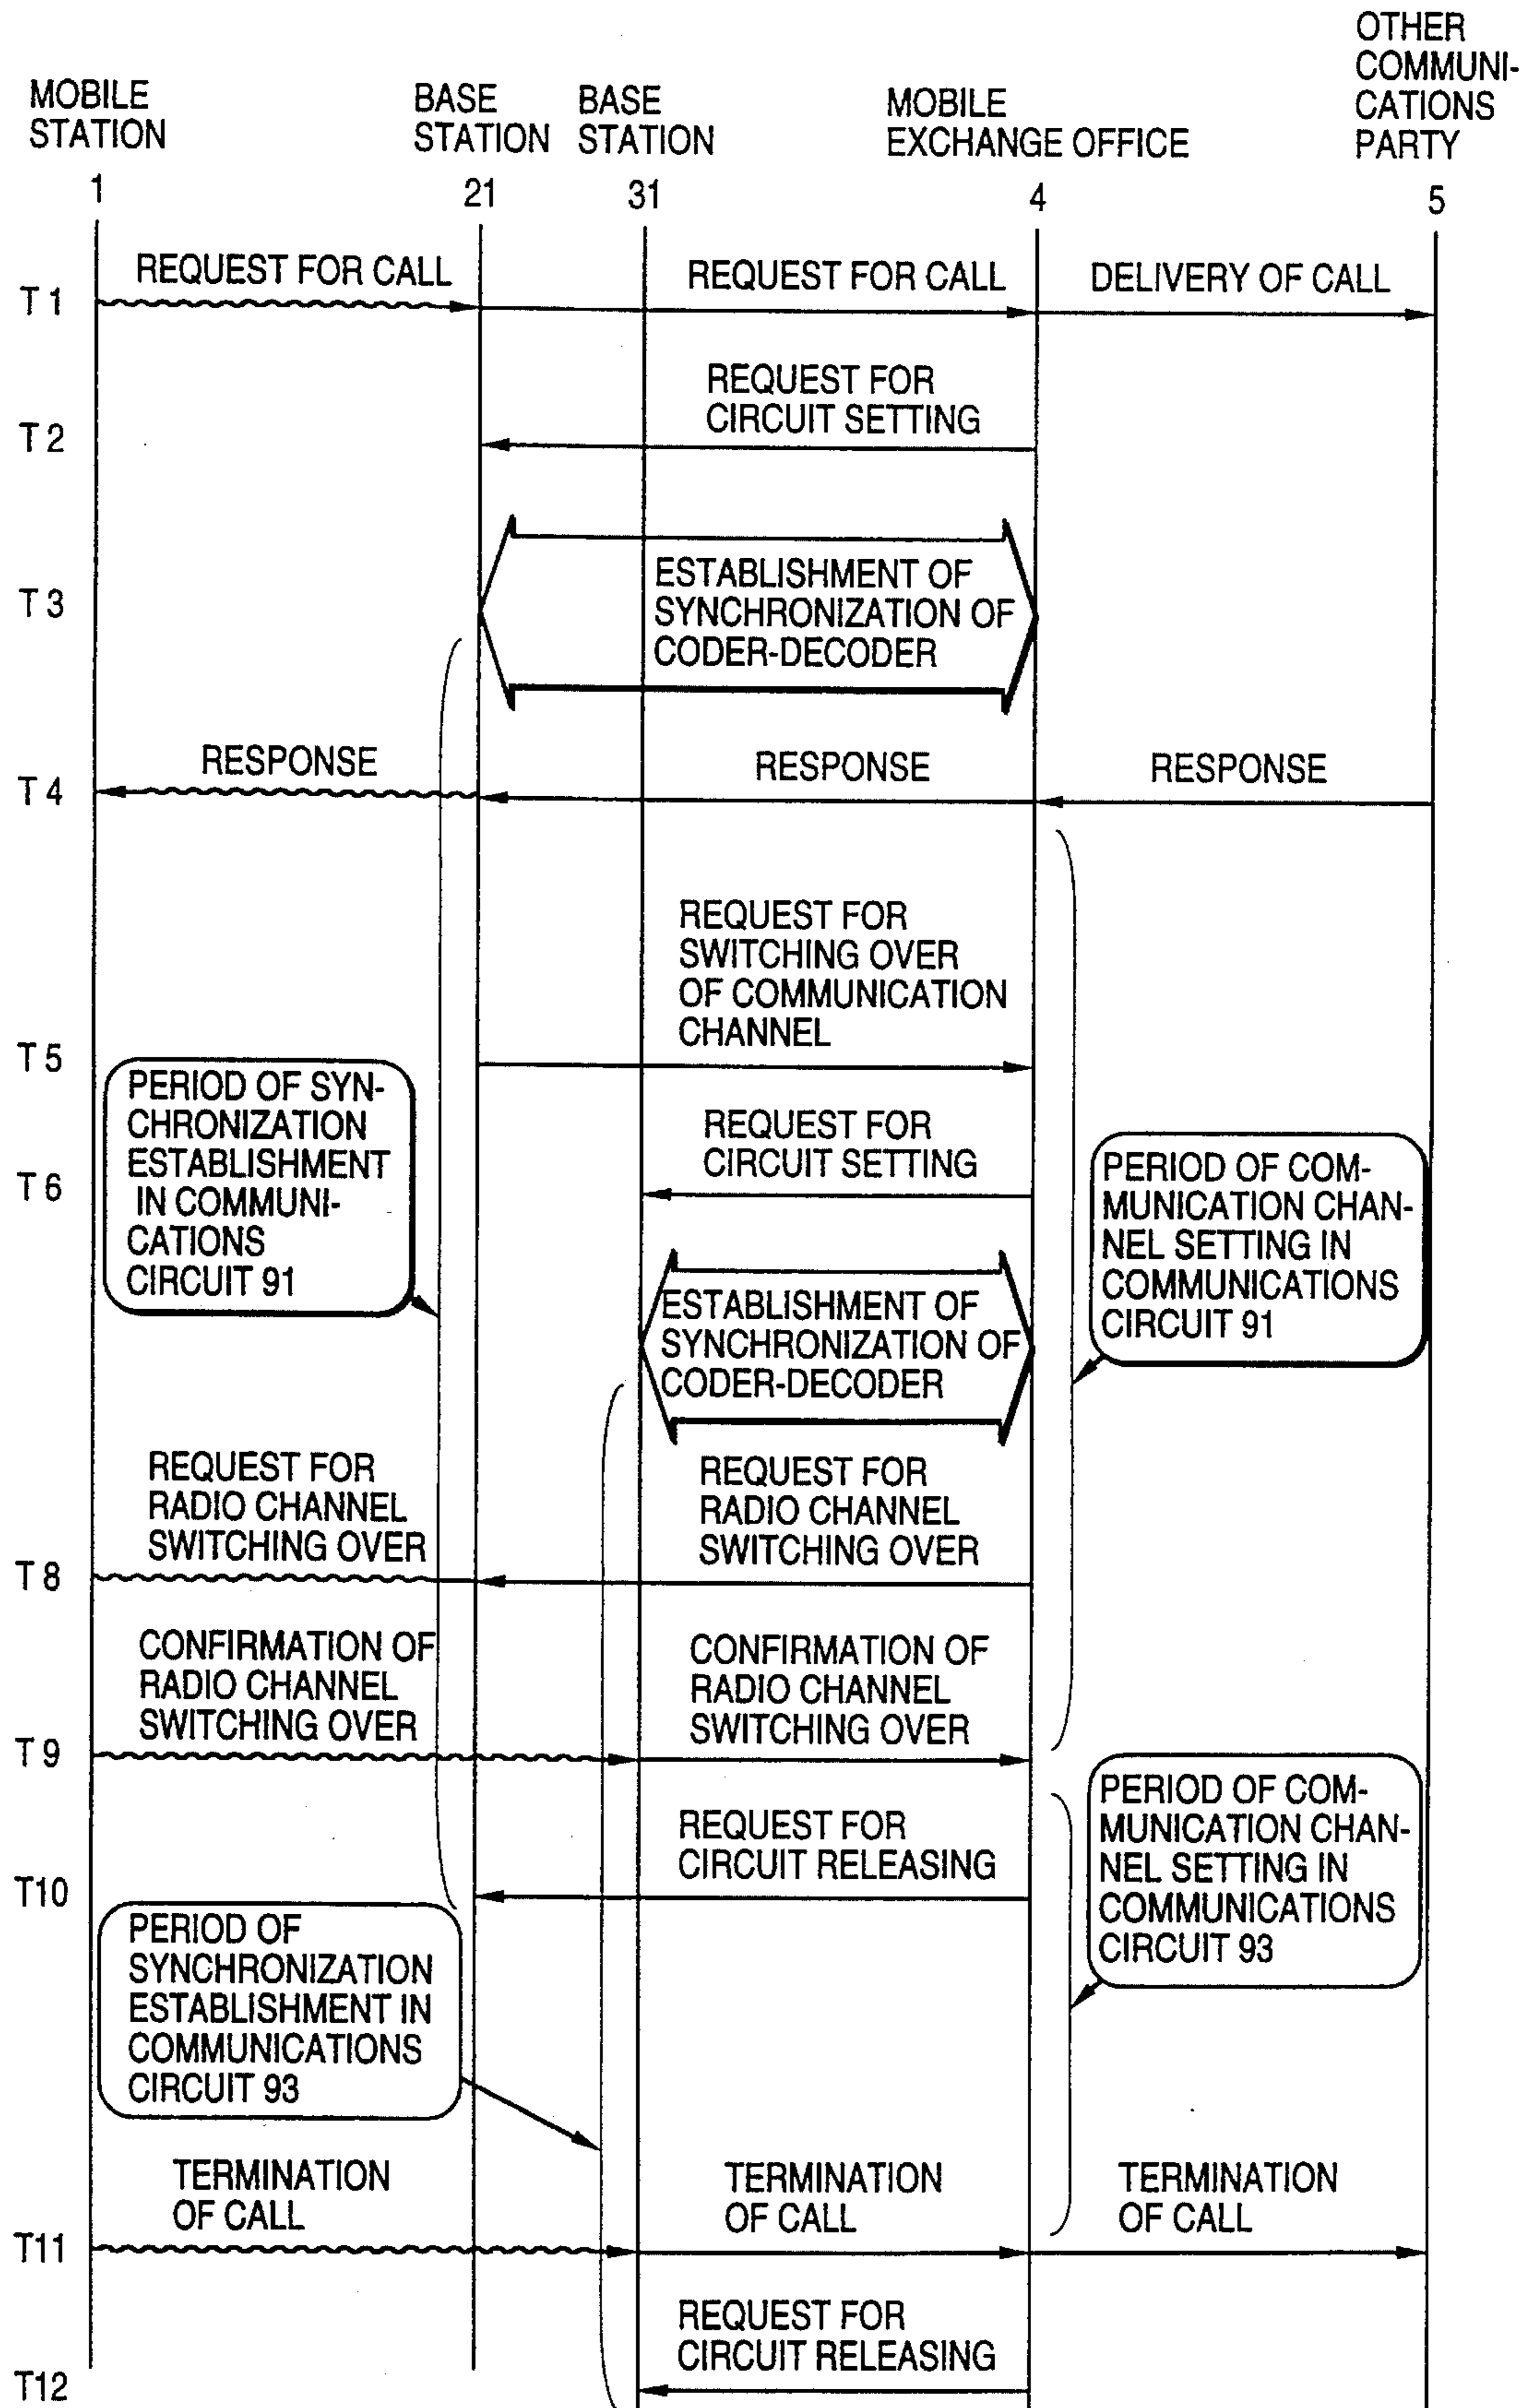 OTHER
COMMUNI-
CATIONS
PARTY
MOBILE
STATION
BASE
STATION
BASE
STATION
MOBILE
EXCHANGE OFFICE
1
21
31
4
5
T1
REQUEST FOR CALL
REQUEST FOR CALL
DELIVERY OF CALL
REQUEST FOR
CIRCUIT SETTING
T2
T3
ESTABLISHMENT OF
SYNCHRONIZATION OF
CODER-DECODER
T4
RESPONSE
RESPONSE
RESPONSE
REQUEST FOR
SWITCHING OVER
OF COMMUNICATION
CHANNEL
T5
PERIOD OF SYN-
CHRONIZATION
ESTABLISHMENT
IN COMMUNI-
CATIONS
CIRCUIT 91
REQUEST FOR
CIRCUIT SETTING
T6
PERIOD OF COM-
MUNICATION CHAN-
NEL SETTING IN
COMMUNICATIONS
CIRCUIT 91
ESTABLISHMENT OF
SYNCHRONIZATION OF
CODER-DECODER
REQUEST FOR
RADIO CHANNEL
SWITCHING OVER
REQUEST FOR
RADIO CHANNEL
SWITCHING OVER
T8
CONFIRMATION OF
RADIO CHANNEL
SWITCHING OVER
CONFIRMATION OF
RADIO CHANNEL
SWITCHING OVER
T9
PERIOD OF COM-
MUNICATION CHAN-
NEL SETTING IN
COMMUNICATIONS
CIRCUIT 93
REQUEST FOR
CIRCUIT RELEASING
T10
PERIOD OF
SYNCHRONIZATION
ESTABLISHMENT IN
COMMUNICATIONS
CIRCUIT 93
TERMINATION
OF CALL
TERMINATION
OF CALL
TERMINATION
OF CALL
T11
REQUEST FOR
CIRCUIT RELEASING
T12